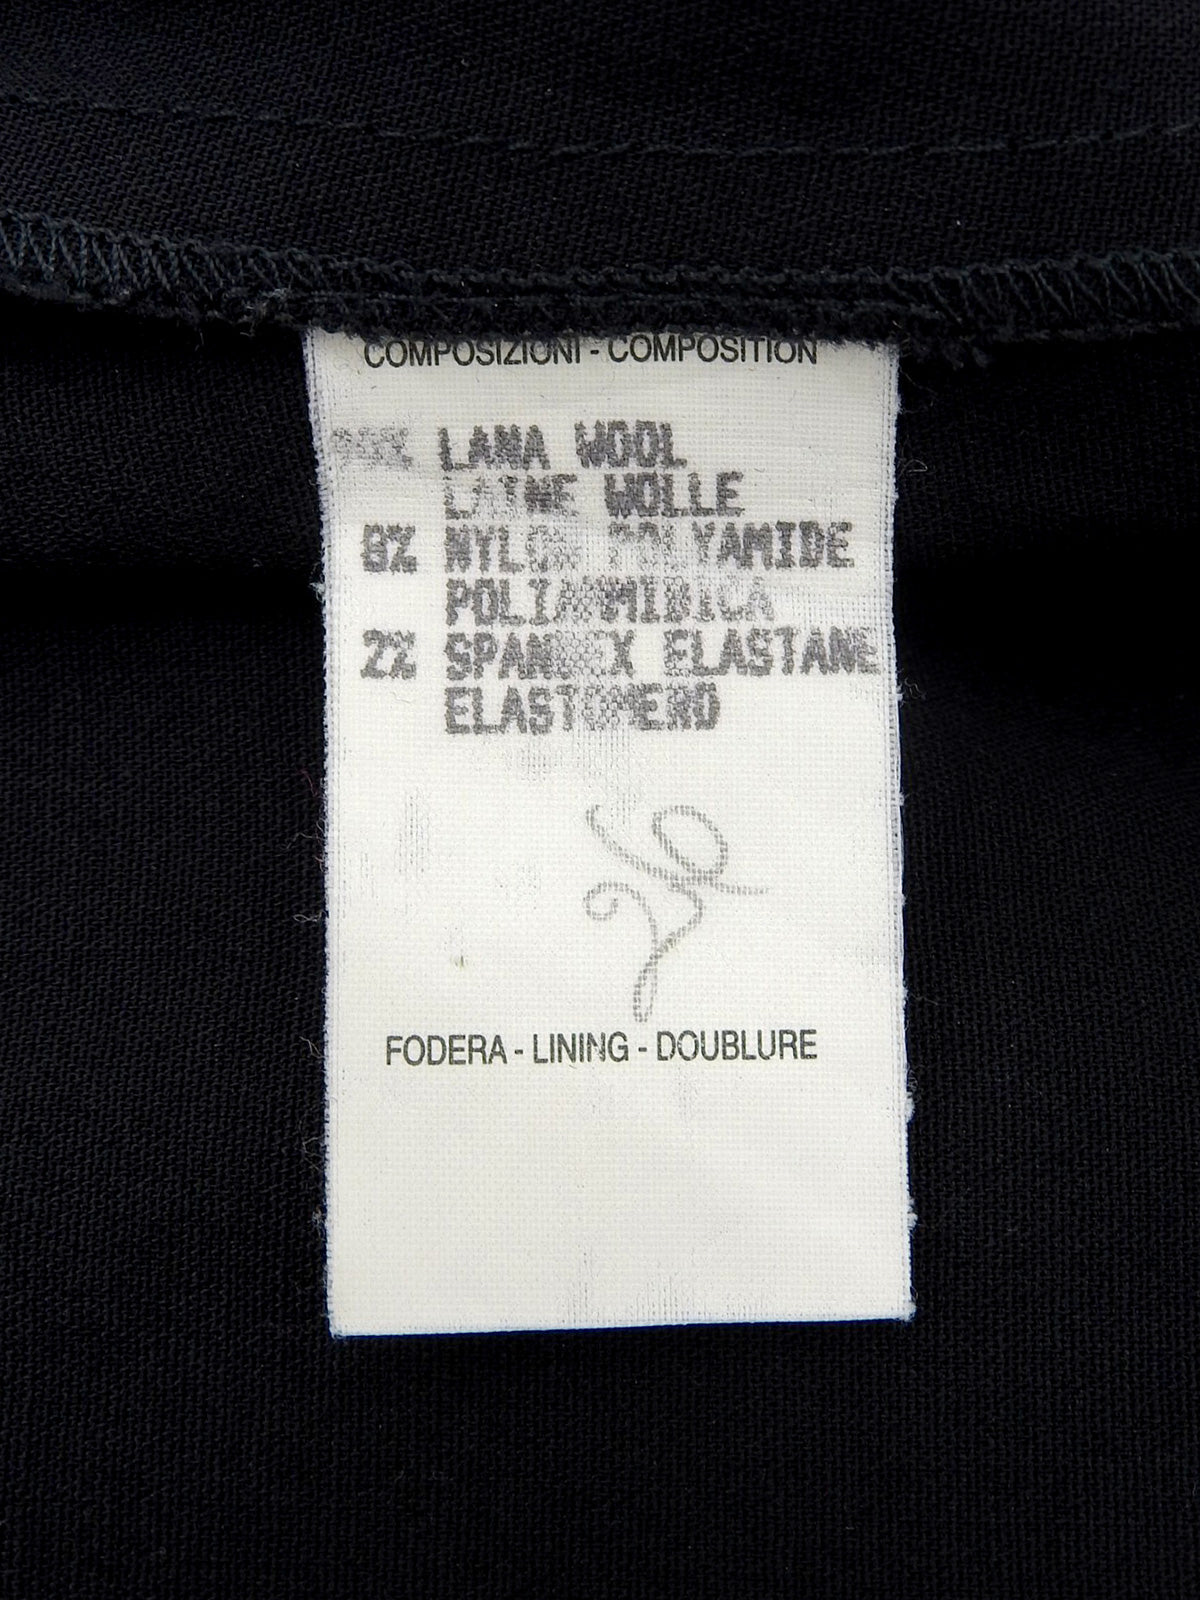 COMPOSIZIONI - COMPOSITION
LANA WOOL
LAINE WOLLE
8% NYLON POLYAMIDE
POLIAMMIDICA
2% SPANDEX ELASTANE
ELASTOMERO
FODERA - LINING - DOUBLURE